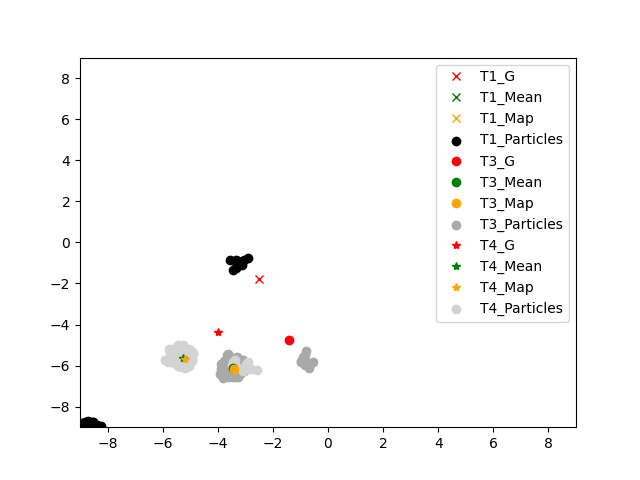 8
6
4
2
0
−2
−4
−6
−8
−8
−6
−4
−2
0
2
4
6
8
T1_G
T1_Mean
T1_Map
T1_Particles
T3_G
T3_Mean
T3_Map
T3_Particles
T4_G
T4_Mean
T4_Map
T4_Particles